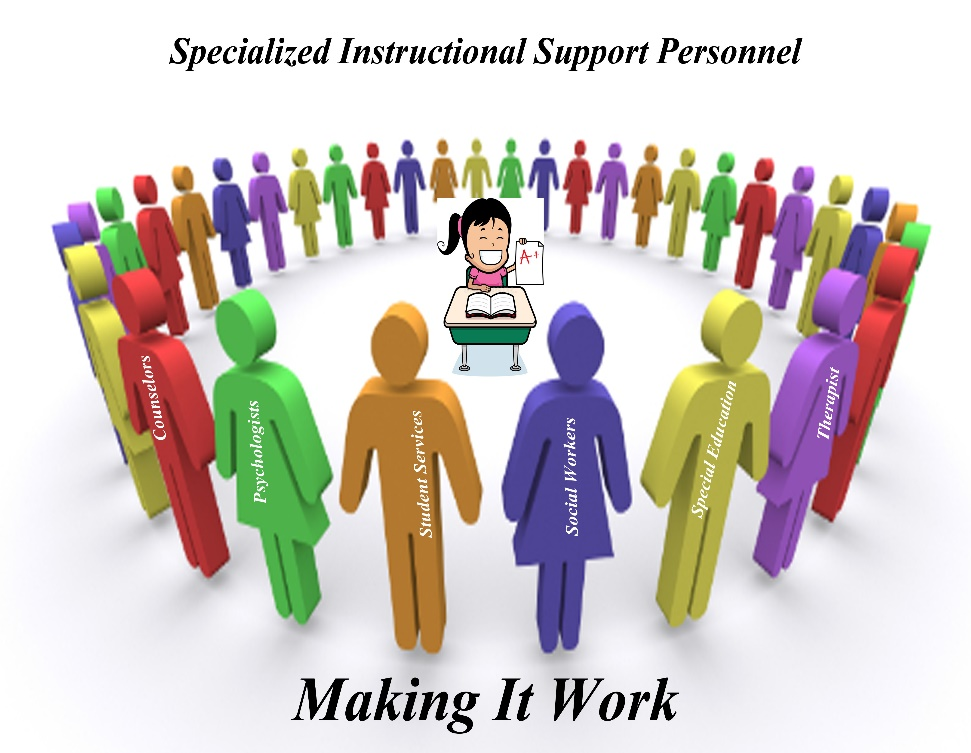 Specialized Instructional Support Personnel
A+
Counselors
Psychologists
Student Services
Social Workers
Special Education
Therapist
Making It Work